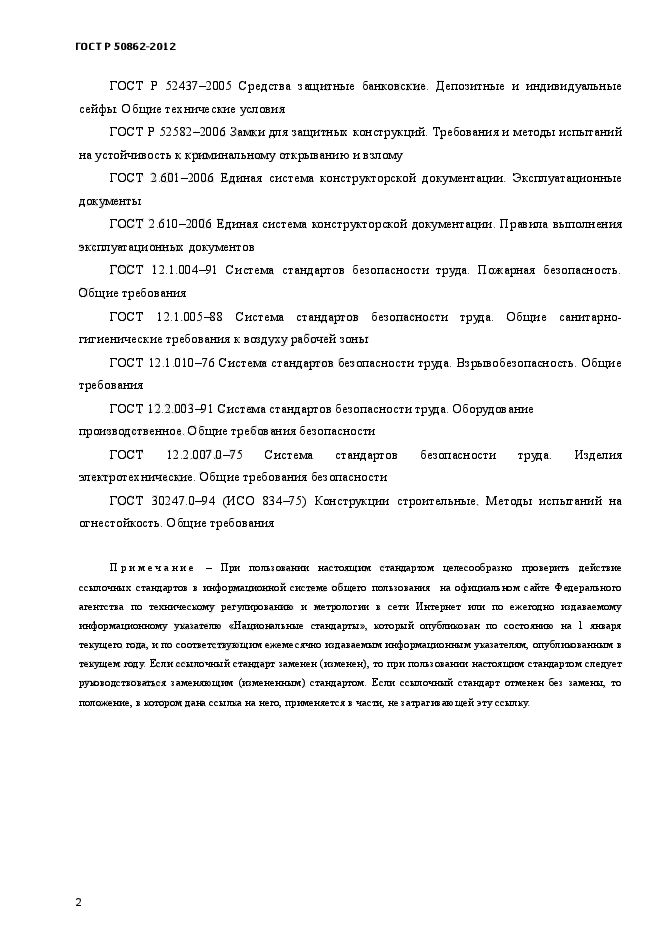 ГОСТ Р 50862-2012
ГОСТ Р 52437–2005 Средства защитные банковские. Депозитные и индивидуальные
сейфы. Общие технические условия
ГОСТ Р 52582–2006 Замки для защитных конструкций. Требования и методы испытаний
на устойчивость к криминальному открыванию и взлому
ГОСТ 2.601–2006 Единая система конструкторской документации. Эксплуатационные
документы
ГОСТ 2.610–2006 Единая система конструкторской документации. Правила выполнения
эксплуатационных документов
ГОСТ 12.1.004–91 Система стандартов безопасности труда. Пожарная безопасность.
Общие требования
ГОСТ 12.1.005–88 Система стандартов безопасности труда. Общие санитарно-
гигиенические требования к воздуху рабочей зоны
ГОСТ 12.1.010–76 Система стандартов безопасности труда. Взрывобезопасность. Общие
требования
ГОСТ 12.2.003–91 Система стандартов безопасности труда. Оборудование
производственное. Общие требования безопасности
ГОСТ 12.2.007.0–75 Система стандартов безопасности труда. Изделия
электротехнические. Общие требования безопасности
ГОСТ 30247.0–94 (ИСО 834–75) Конструкции строительные. Методы испытаний на
огнестойкость. Общие требования
Примечание – При пользовании настоящим стандартом целесообразно проверить действие
ссылочных стандартов в информационной системе общего пользования на официальном сайте Федерального
агентства по техническому регулированию и метрологии в сети Интернет или по ежегодно издаваемому
информационному указателю «Национальные стандарты», который опубликован по состоянию на 1 января
текущего года, и по соответствующим ежемесячно издаваемым информационным указателям, опубликованным в
текущем году. Если ссылочный стандарт заменен (изменен), то при пользовании настоящим стандартом следует
руководствоваться заменяющим (измененным) стандартом. Если ссылочный стандарт отменен без замены, то
положение, в котором дана ссылка на него, применяется в части, не затрагивающей эту ссылку.
2